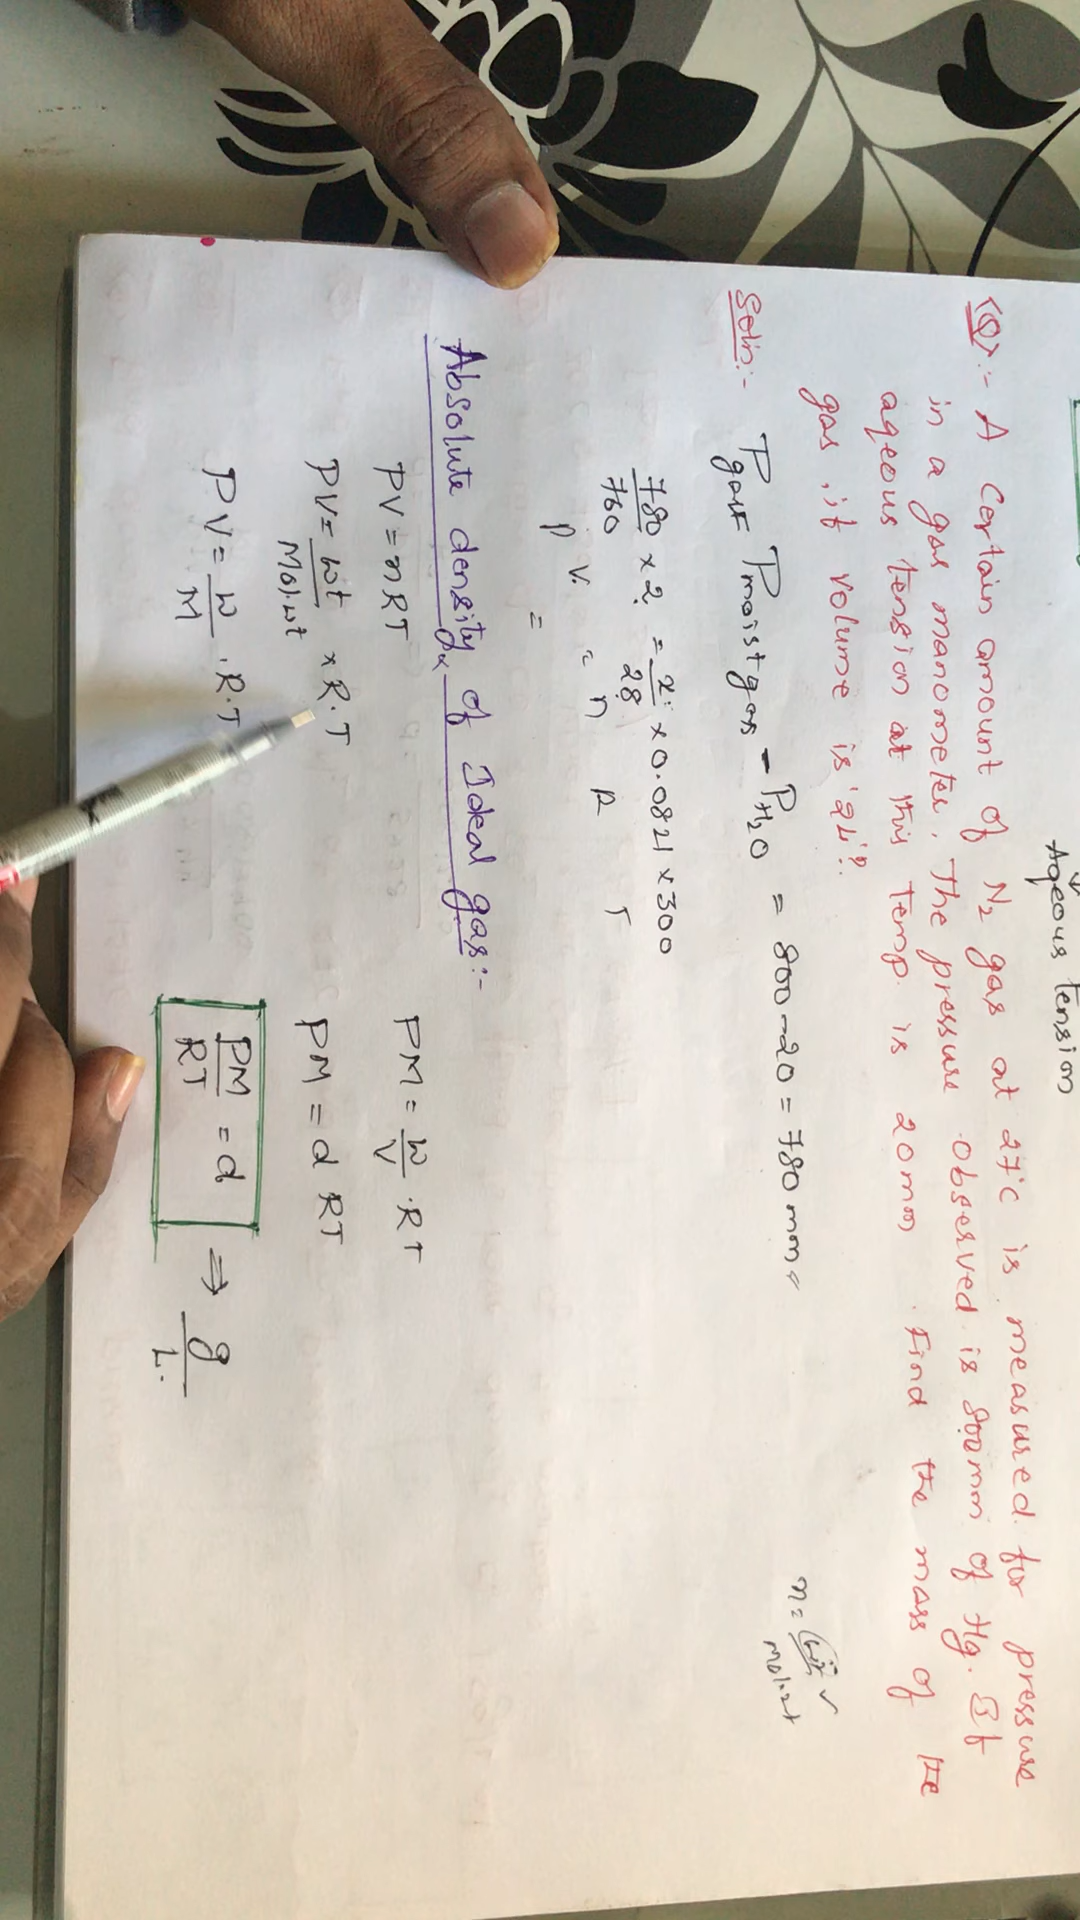 Aqeous tension
(Q):- A Certain amount of N2 gas at 27°C is measured for pressure
in a gas manometer. The pressure observed is 800mm of Hg. If
aqeous tension at this temp. is 20mm . Find the mass of the
gas, it volume is '2L'?
Soln:- Pgas= Pmoistgas - PH2O = 800-20=780 mm
n = wt
Mol.wt
780/760 × 2 = x/28 × 0.0821 × 300
P V. = n R T
=
Absolute density of Ideal gas:-
PV = nRT
PV = wt/Mol.wt × R.T
PV = w/M .R.T
PM = w/V .RT
PM = d RT
PM/RT = d ⇒ g/L.